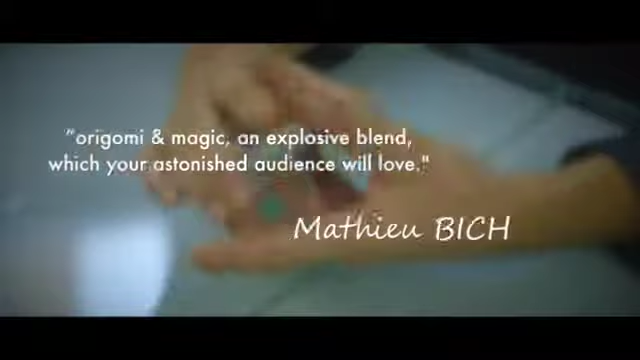 "origomi & magic, an explosive blend,
which your astonished audience will love."
Mathieu BICH